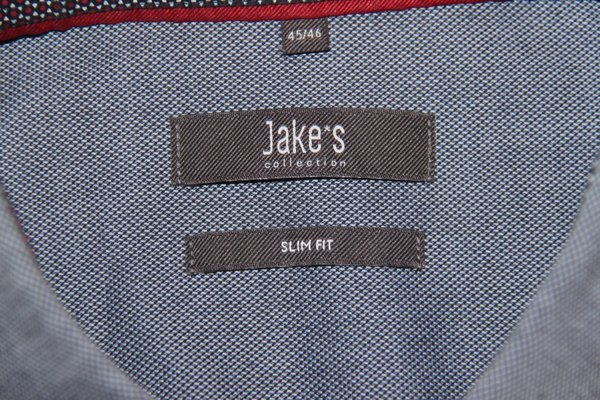 45/46
Jake*s
collection
SLIM FIT